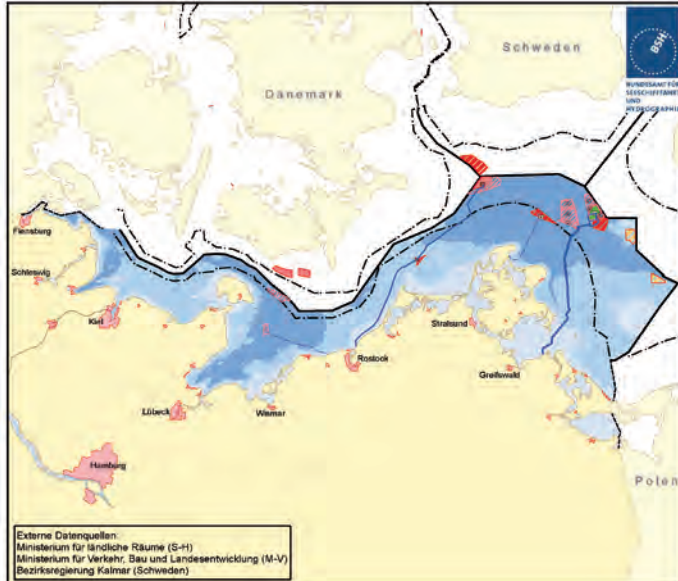 Schweden
BSH
BUNDESAMT FÜR
SEESCHIFFFAHRT
UND
HYDROGRAPHIE
Dänemark
Flensburg
Schleswig
Kiel
Stralsund
Rostock
Greifswald
Lübeck
Wismar
Hamburg
Polen
Externe Datenquellen:
Ministerium für ländliche Räume (S-H)
Ministerium für Verkehr, Bau und Landesentwicklung (M-V)
Bezirksregierung Kalmar (Schweden)